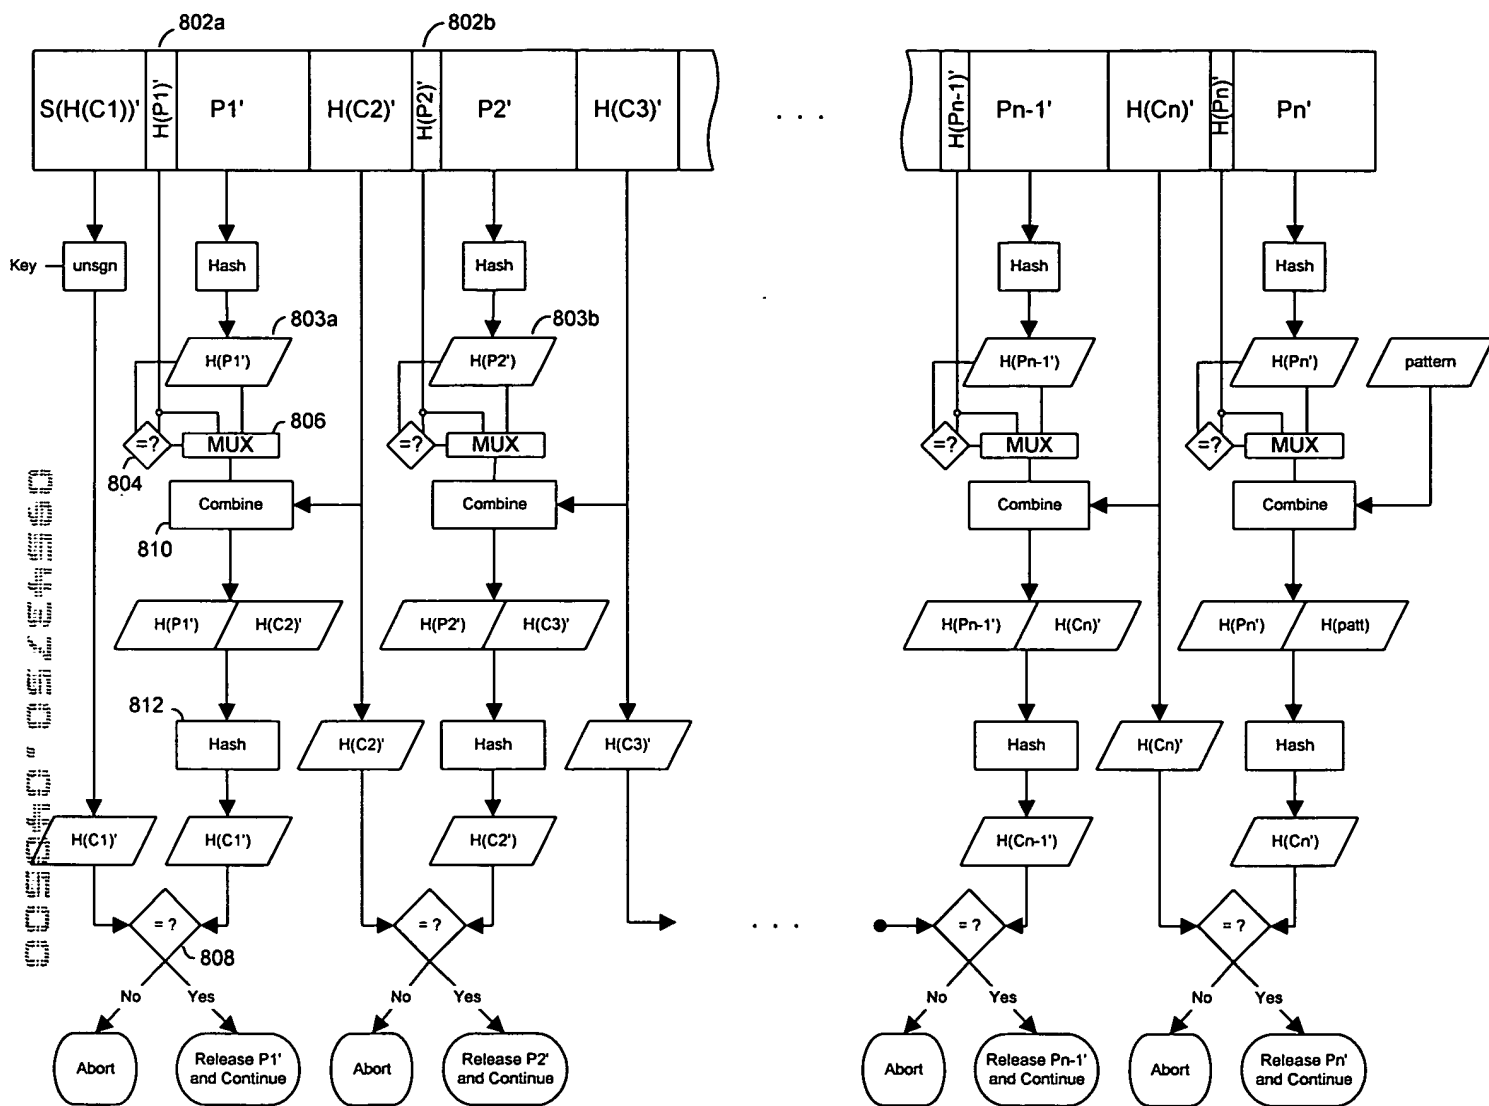 802a
802b
S(H(C1))'
H(P1)'
P1'
H(C2)'
H(P2)'
P2'
H(C3)'
. . .
H(Pn-1)'
Pn-1'
H(Cn)'
H(Pn)'
Pn'
Key
unsgn
Hash
Hash
Hash
Hash
803a
803b
H(P1')
H(P2')
H(Pn-1')
H(Pn')
pattern
=?
MUX
806
=?
MUX
=?
MUX
=?
MUX
804
Combine
Combine
Combine
Combine
810
H(P1')
H(C2)'
H(P2')
H(C3)'
H(Pn-1')
H(Cn)'
H(Pn')
H(patt)
812
Hash
H(C2)'
Hash
H(C3)'
Hash
H(Cn)'
Hash
H(C1)'
H(C1')
H(C2')
H(Cn-1')
H(Cn')
= ?
= ?
. . .
= ?
= ?
808
No
Yes
No
Yes
No
Yes
No
Yes
Abort
Release P1'
and Continue
Abort
Release P2'
and Continue
Abort
Release Pn-1'
and Continue
Abort
Release Pn'
and Continue